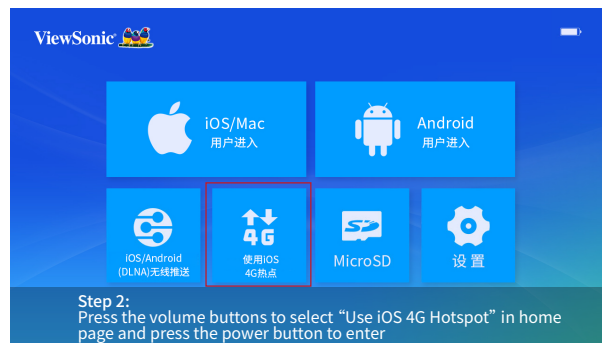 ViewSonic
iOS/Mac
用户进入
Android
用户进入
4G
iOS/Android
(DLNA)无线推送
使用IOS
4G热点
SD
MicroSD
设置
Step 2:
Press the volume buttons to select “Use iOS 4G Hotspot” in home
page and press the power button to enter